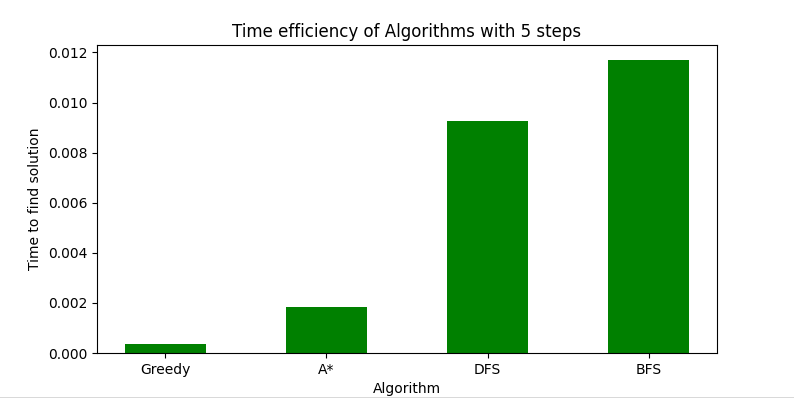 Time efficiency of Algorithms with 5 steps
0.012
0.010
0.008
0.006
0.004
0.002
0.000
Time to find solution
Greedy A* DFS BFS
Algorithm